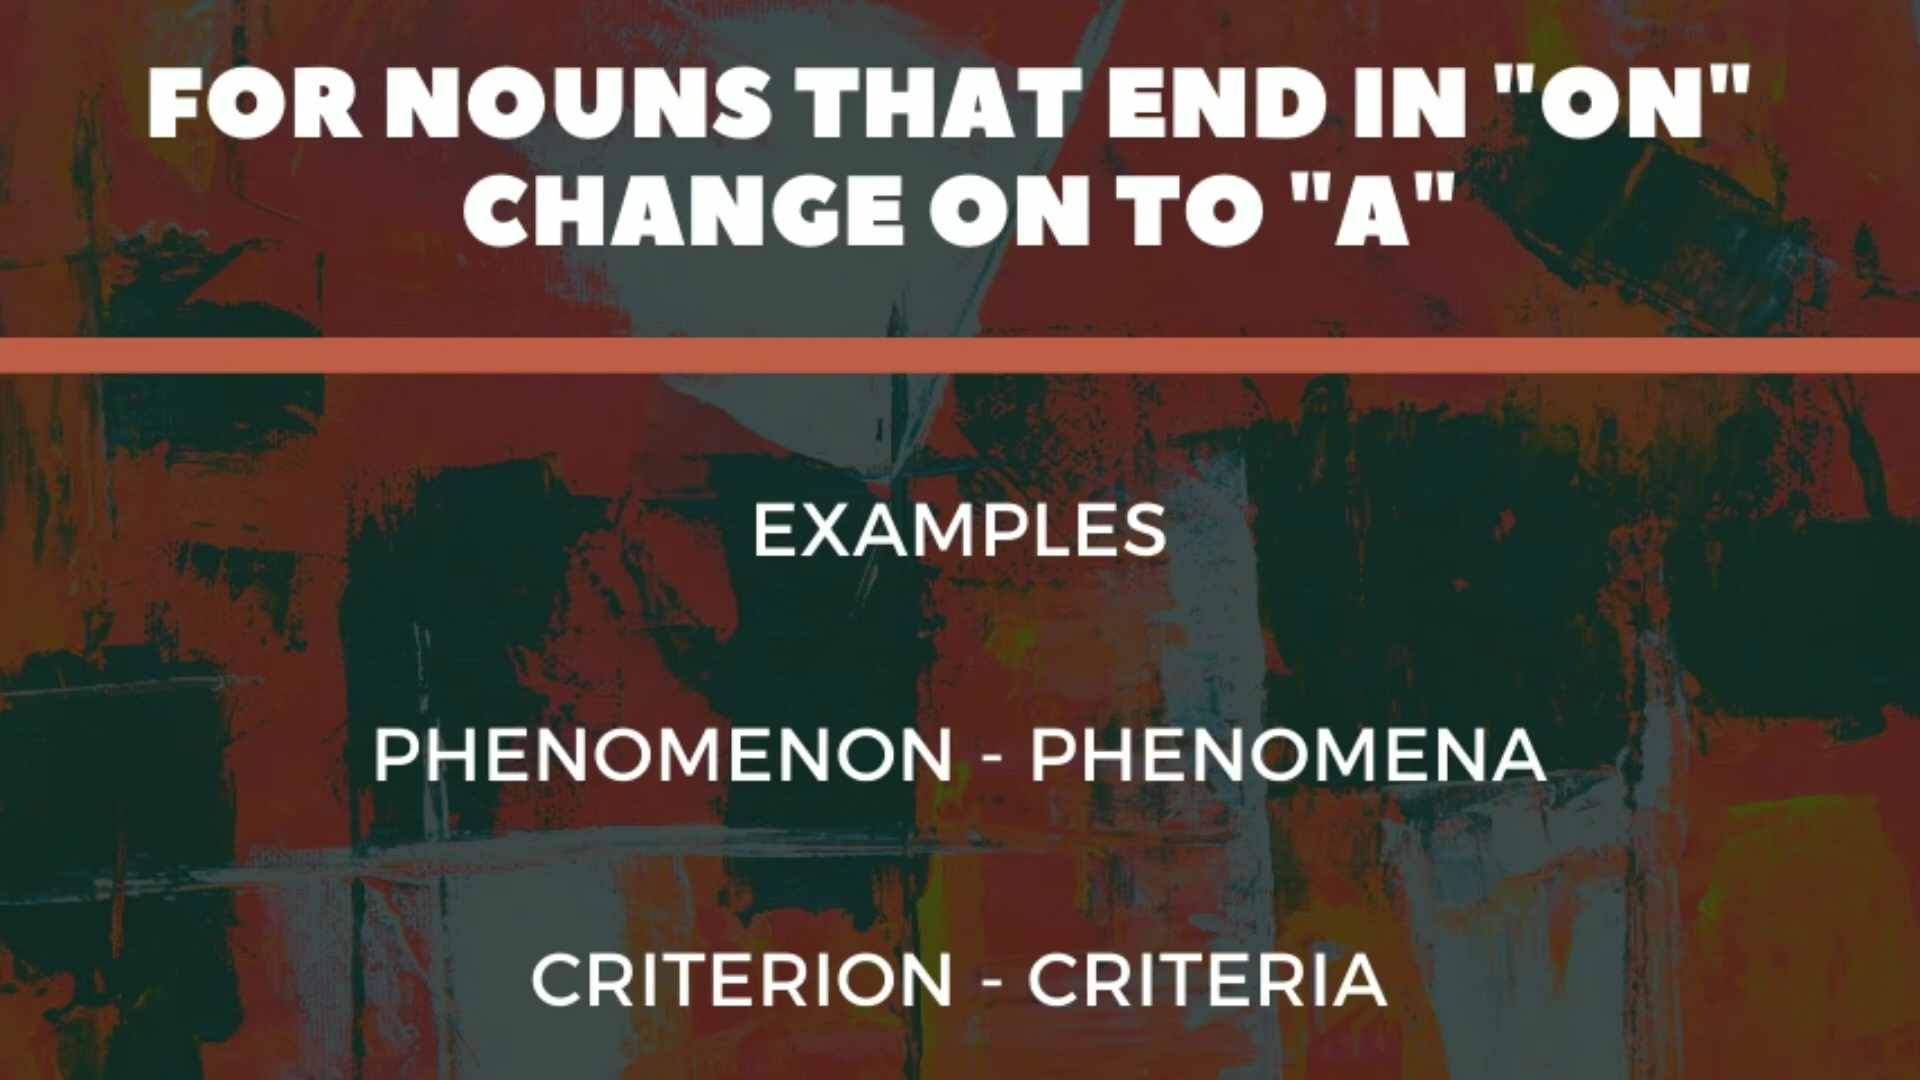 FOR NOUNS THAT END IN "ON"
CHANGE ON TO "A"
EXAMPLES
PHENOMENON - PHENOMENA
CRITERION - CRITERIA